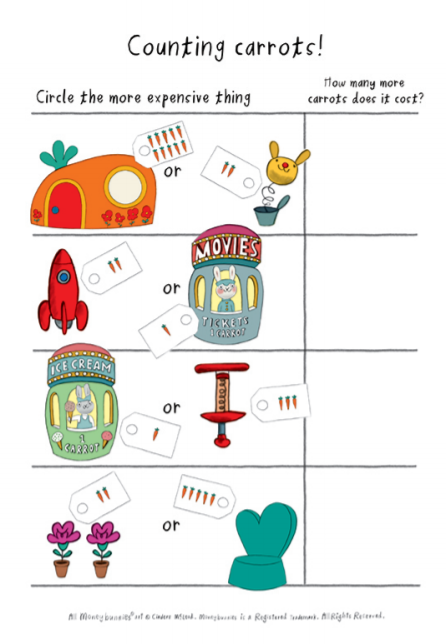 Counting carrots!
Circle the more expensive thing
How many more
carrots does it cost?
or
MOVIES
or
TICKETS
1 CARROT
ICE CREAM
or
1
CARROT
or
All Moneybunnies® art © Cinders McLeod. Moneybunnies is a Registered Trademark. All Rights Reserved.